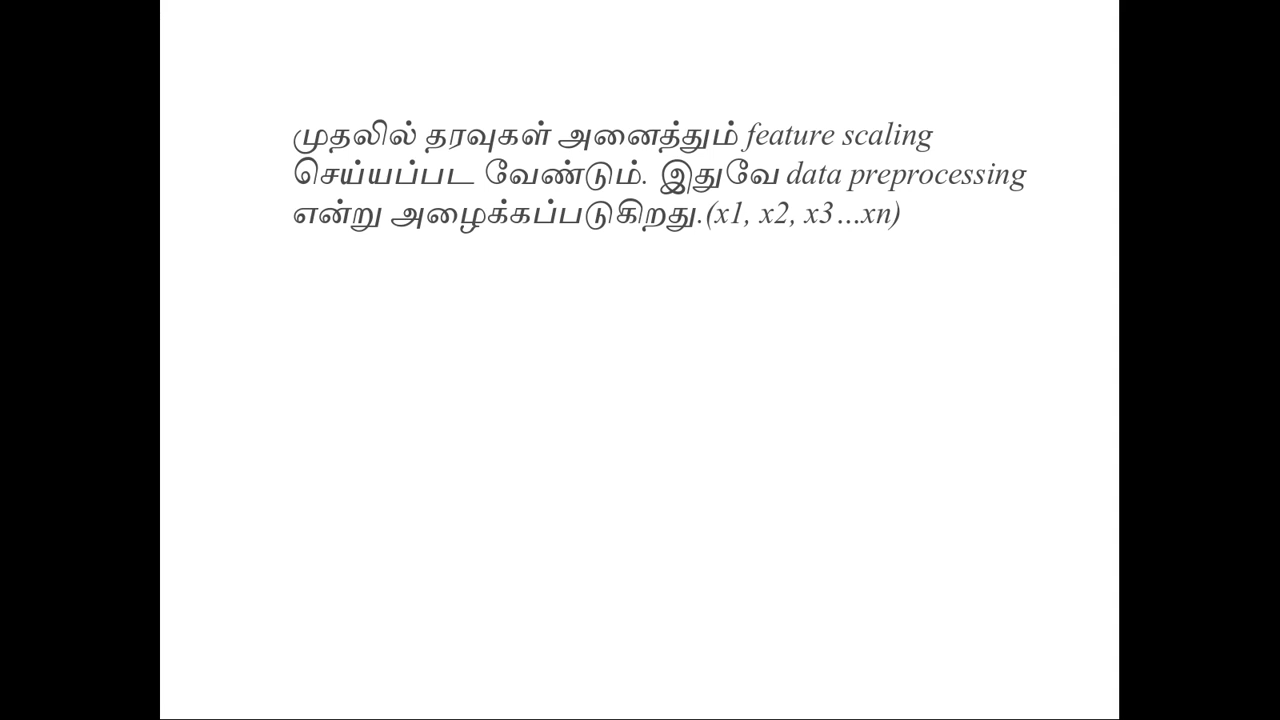 முதலில் தரவுகள் அனைத்தும் feature scaling
செய்யப்பட வேண்டும். இதுவே data preprocessing
என்று அழைக்கப்படுகிறது.(x1, x2, x3…xn)